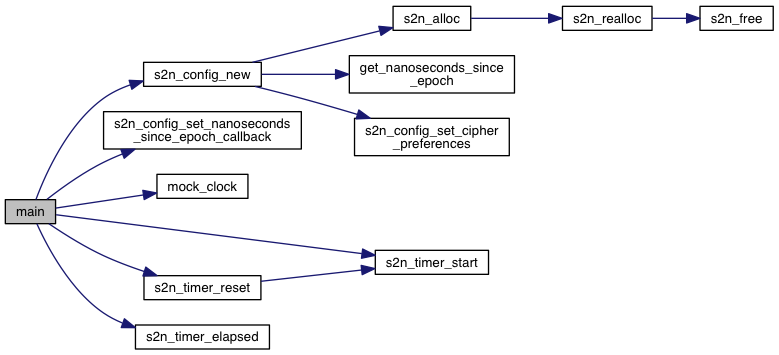 s2n_alloc
s2n_realloc
s2n_free
s2n_config_new
get_nanoseconds_since
_epoch
s2n_config_set_nanoseconds
_since_epoch_callback
s2n_config_set_cipher
_preferences
mock_clock
main
s2n_timer_start
s2n_timer_reset
s2n_timer_elapsed